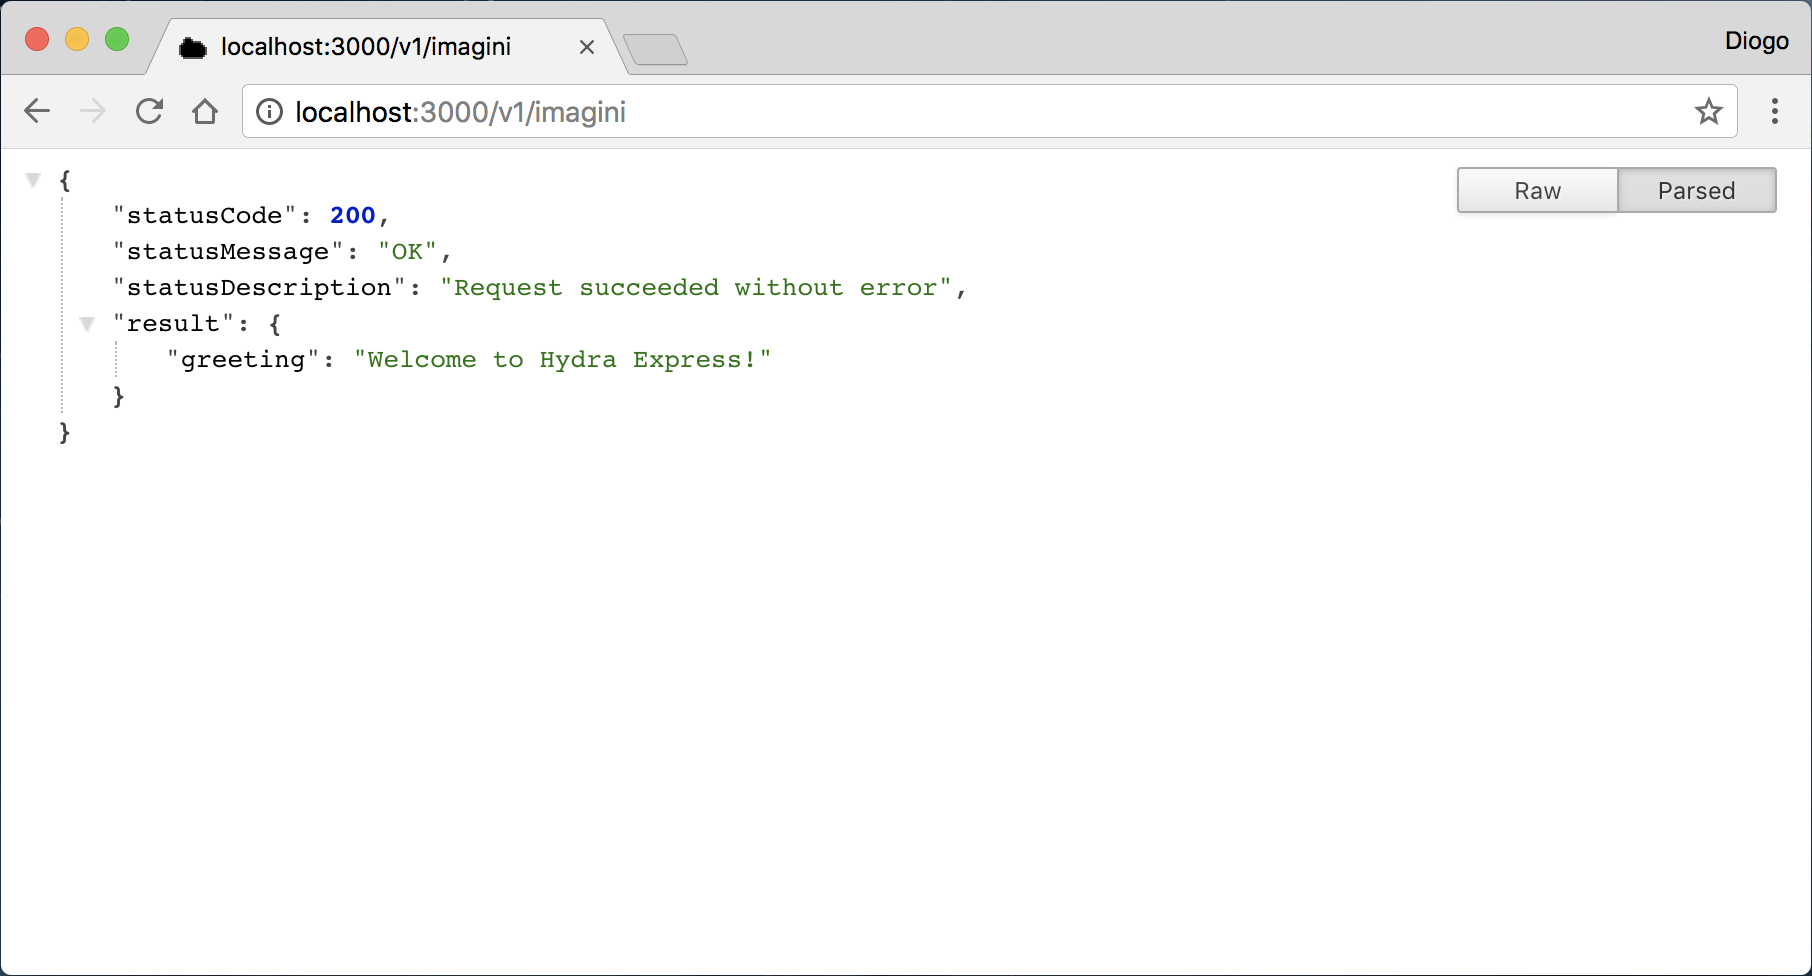 localhost:3000/v1/imagini
Diogo
localhost:3000/v1/imagini
{
Raw
Parsed
"statusCode": 200,
"statusMessage": "OK",
"statusDescription": "Request succeeded without error",
"result": {
"greeting": "Welcome to Hydra Express!"
}
}